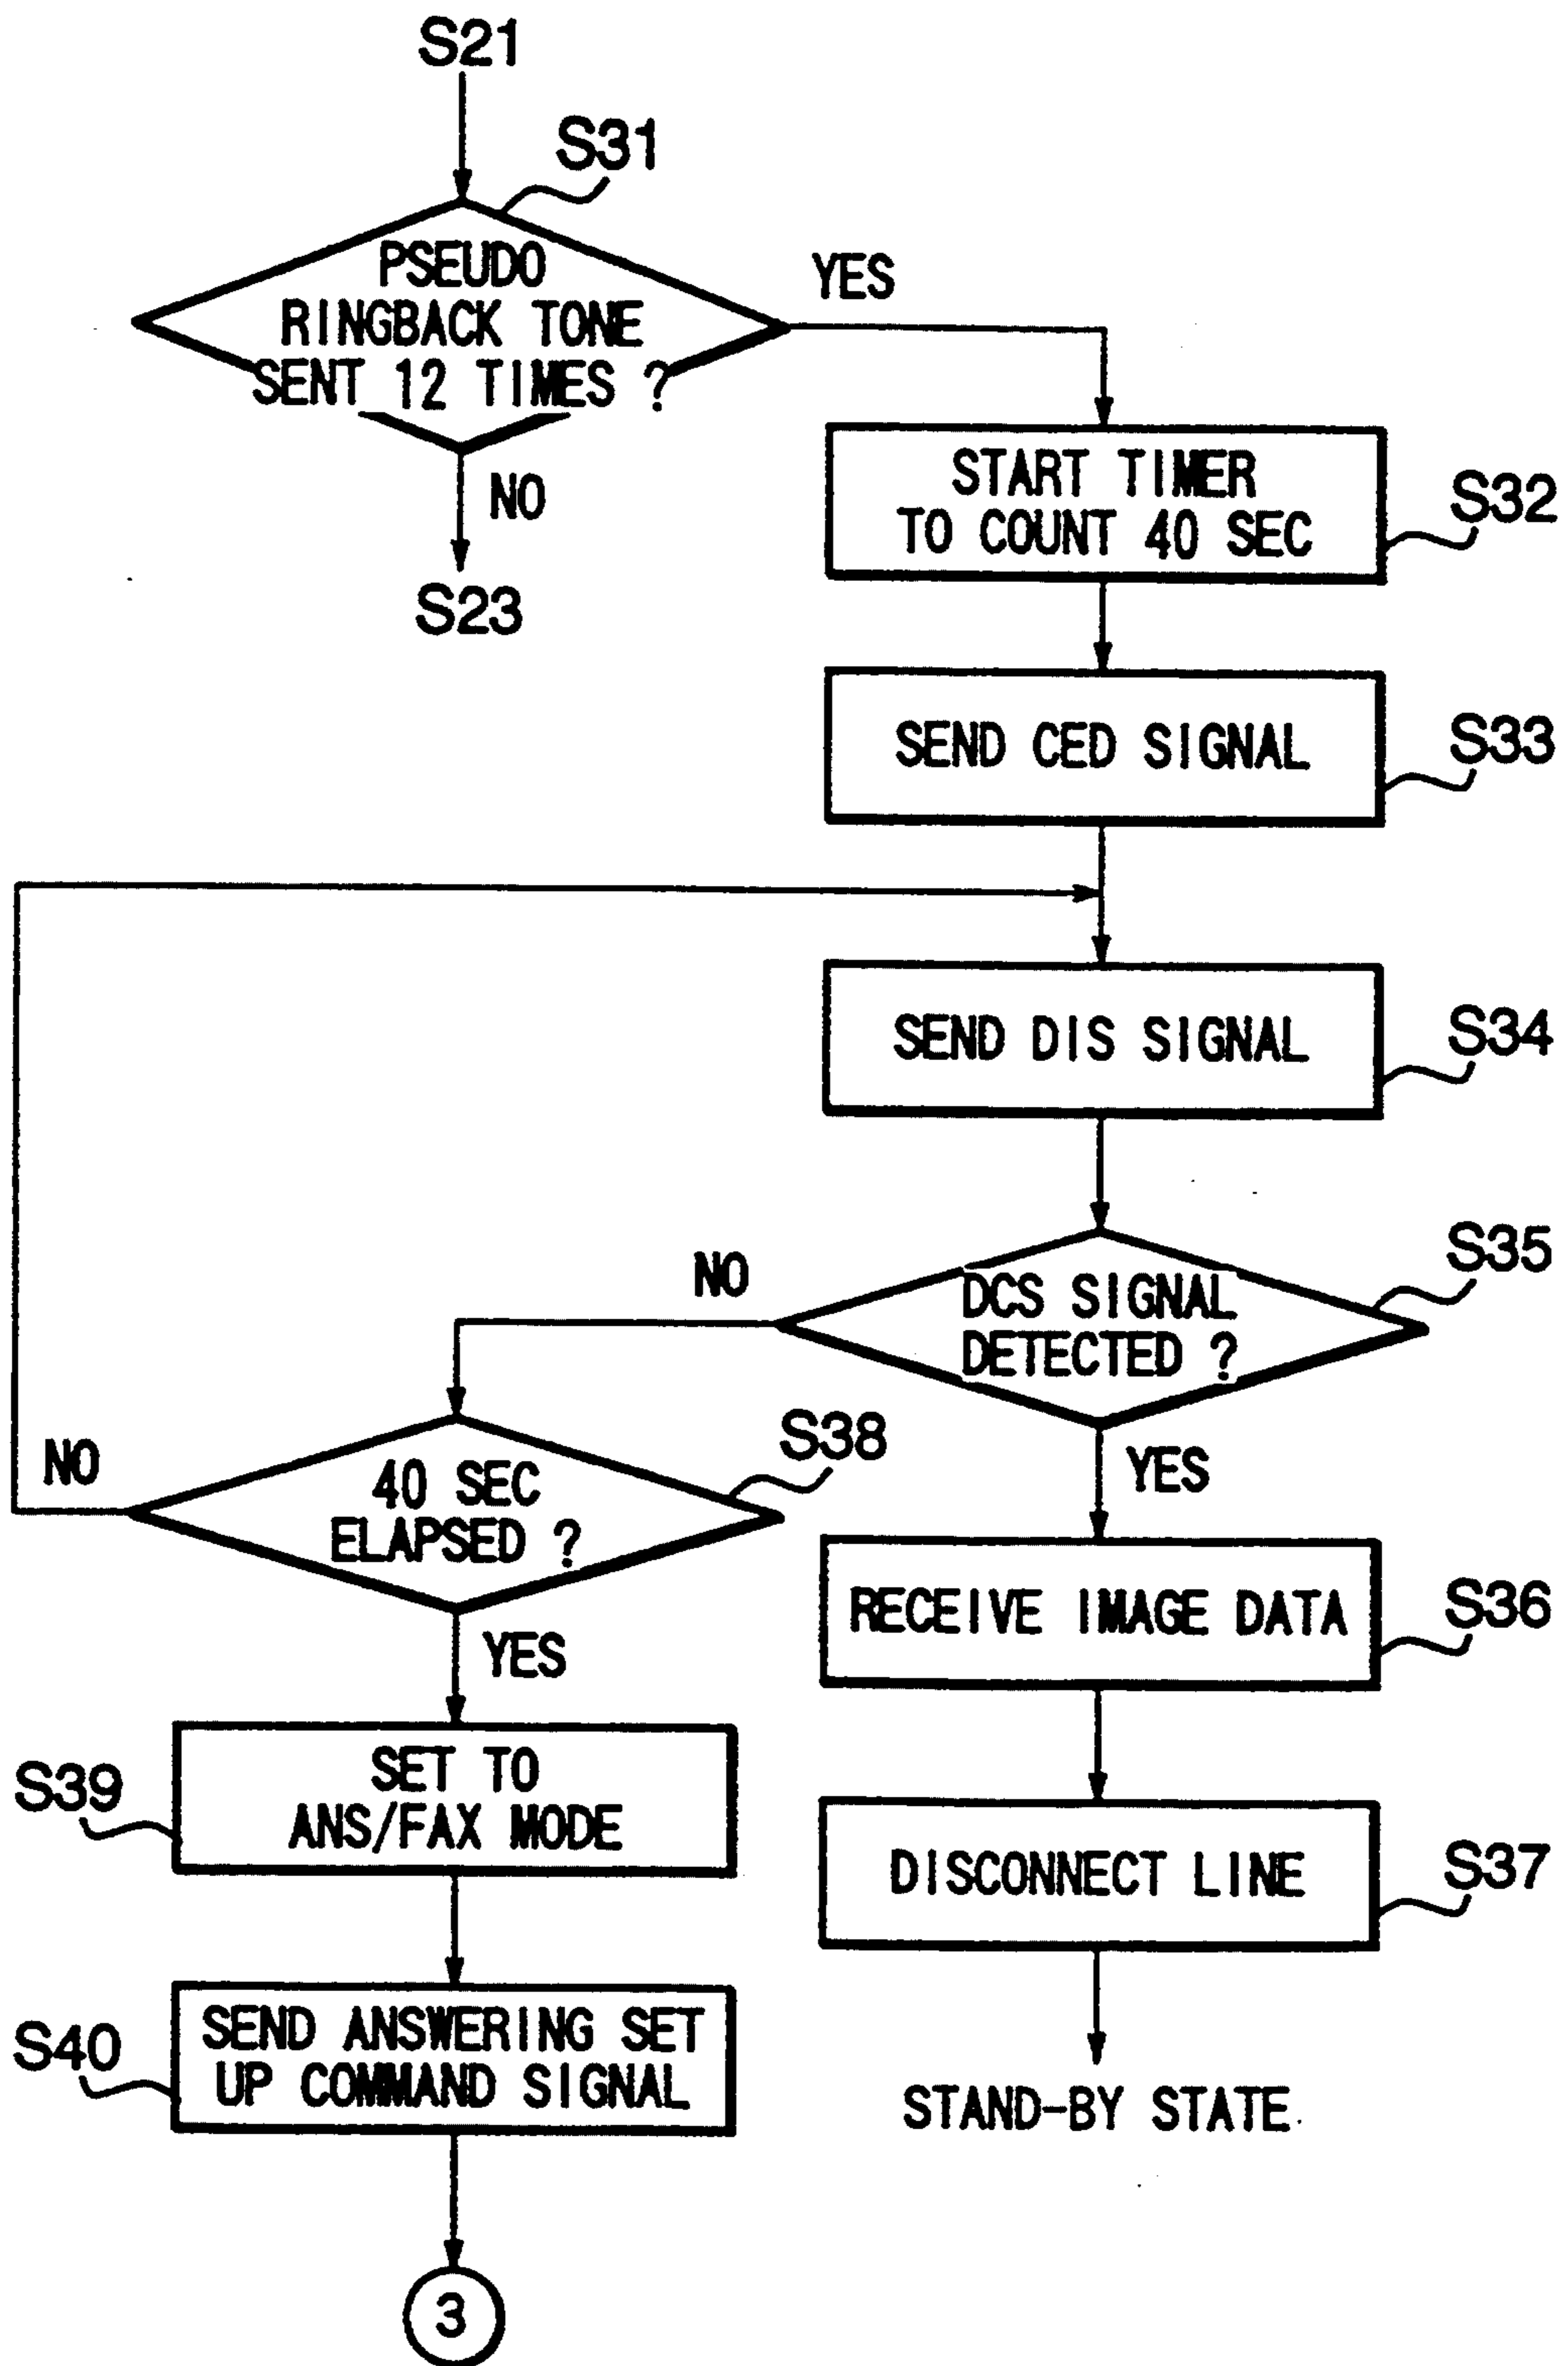 S21
S31
PSEUDO
RINGBACK TONE
SENT 12 TIMES ?
YES
NO
S23
START TIMER
TO COUNT 40 SEC
S32
SEND CED SIGNAL
S33
SEND DIS SIGNAL
S34
DCS SIGNAL
DETECTED ?
S35
NO
YES
40 SEC
ELAPSED ?
S38
NO
YES
RECEIVE IMAGE DATA
S36
SET TO
ANS/FAX MODE
S39
DISCONNECT LINE
S37
SEND ANSWERING SET
UP COMMAND SIGNAL
S40
STAND-BY STATE
3